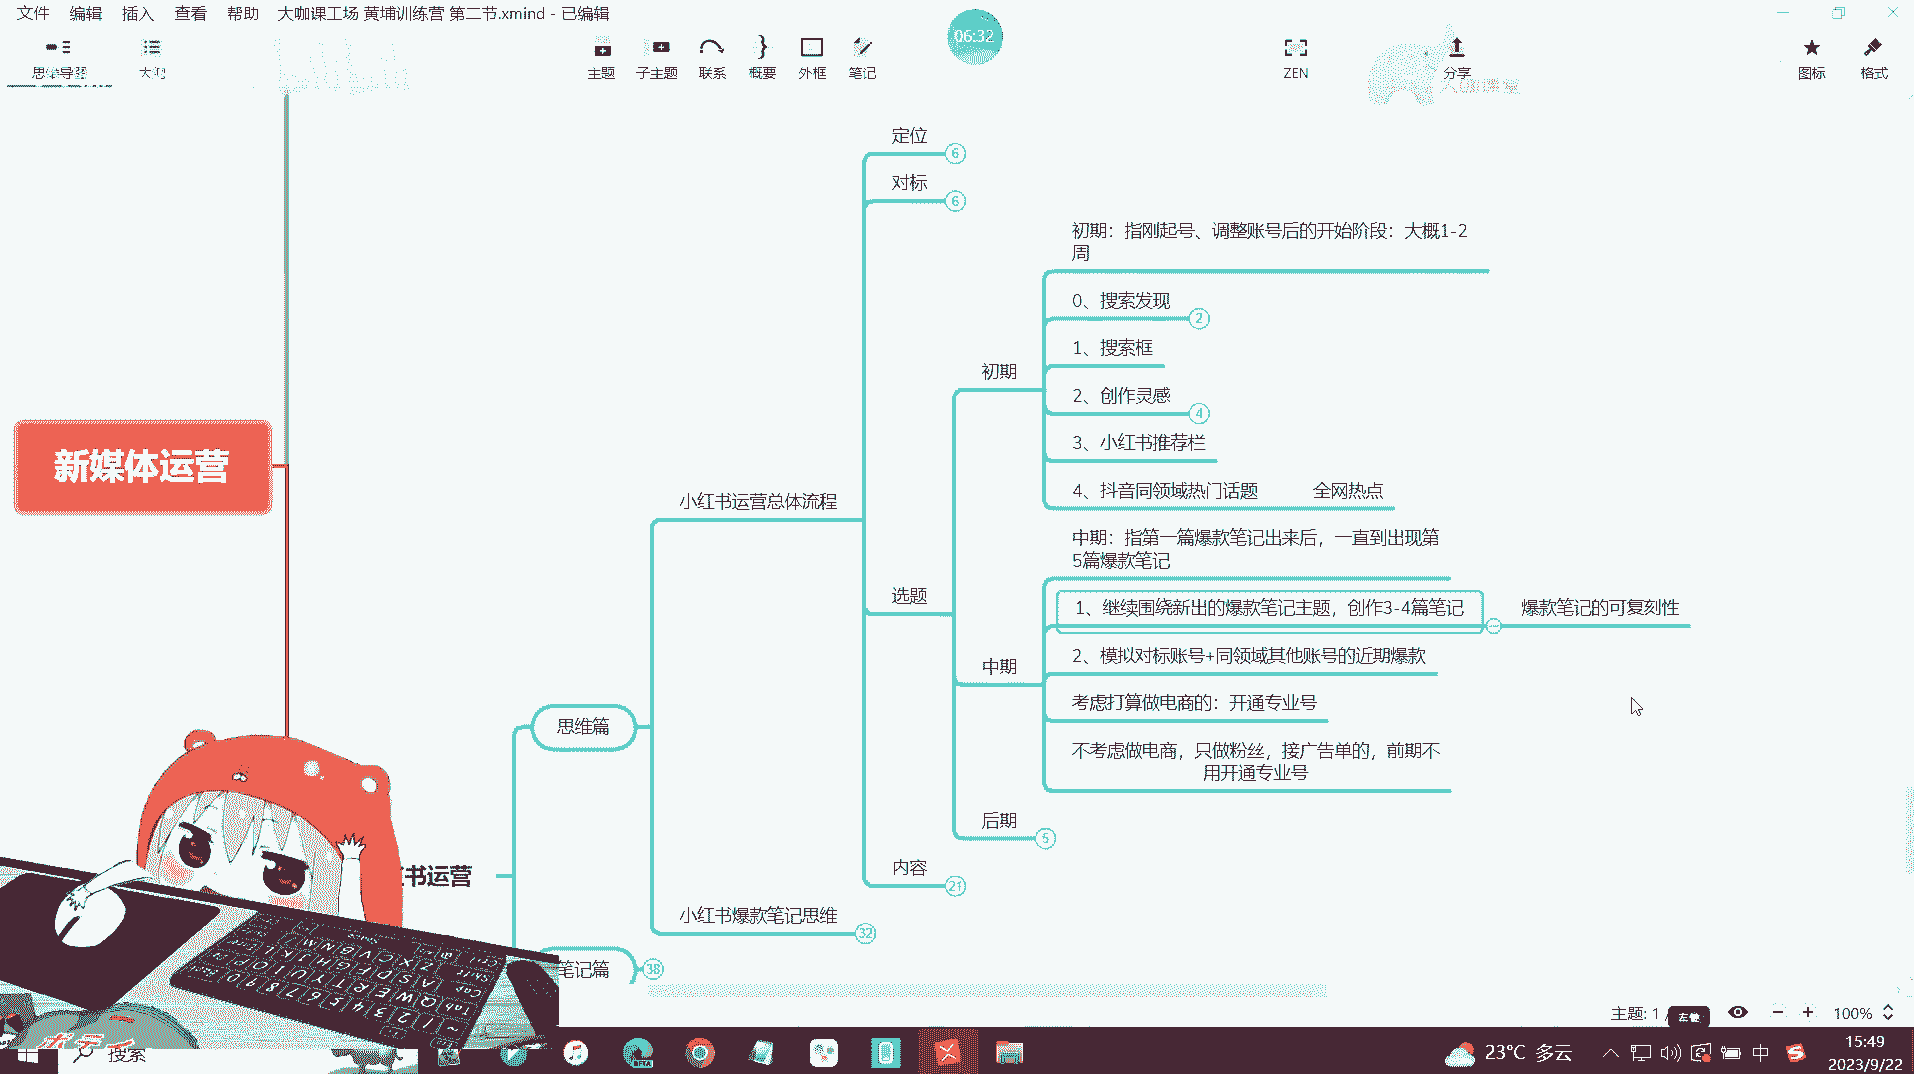 文件 编辑 插入 查看 帮助 大咖课工场 黄埔训练营 第二节.xmind - 已编辑
06:32
思维导图 大纲 主题 子主题 联系 概要 外框 笔记 ZEN 分享 图标 格式
定位 6
对标 6
初期：指刚起号、调整账号后的开始阶段：大概1-2
周
0、搜索发现 2
1、搜索框
初期
2、创作灵感 4
3、小红书推荐栏
新媒体运营
4、抖音同领域热门话题 全网热点
小红书运营总体流程
中期：指第一篇爆款笔记出来后，一直到出现第
5篇爆款笔记
选题
1、继续围绕新出的爆款笔记主题，创作3-4篇笔记 爆款笔记的可复刻性
2、模拟对标账号+同领域其他账号的近期爆款
中期
考虑打算做电商的：开通专业号
思维篇
不考虑做电商，只做粉丝，接广告单的，前期不
用开通专业号
后期 5
内容 21
书运营
小红书爆款笔记思维 32
笔记篇 38
主题: 1 /
100%
搜索
23°C 多云
中
15:49
2023/9/22